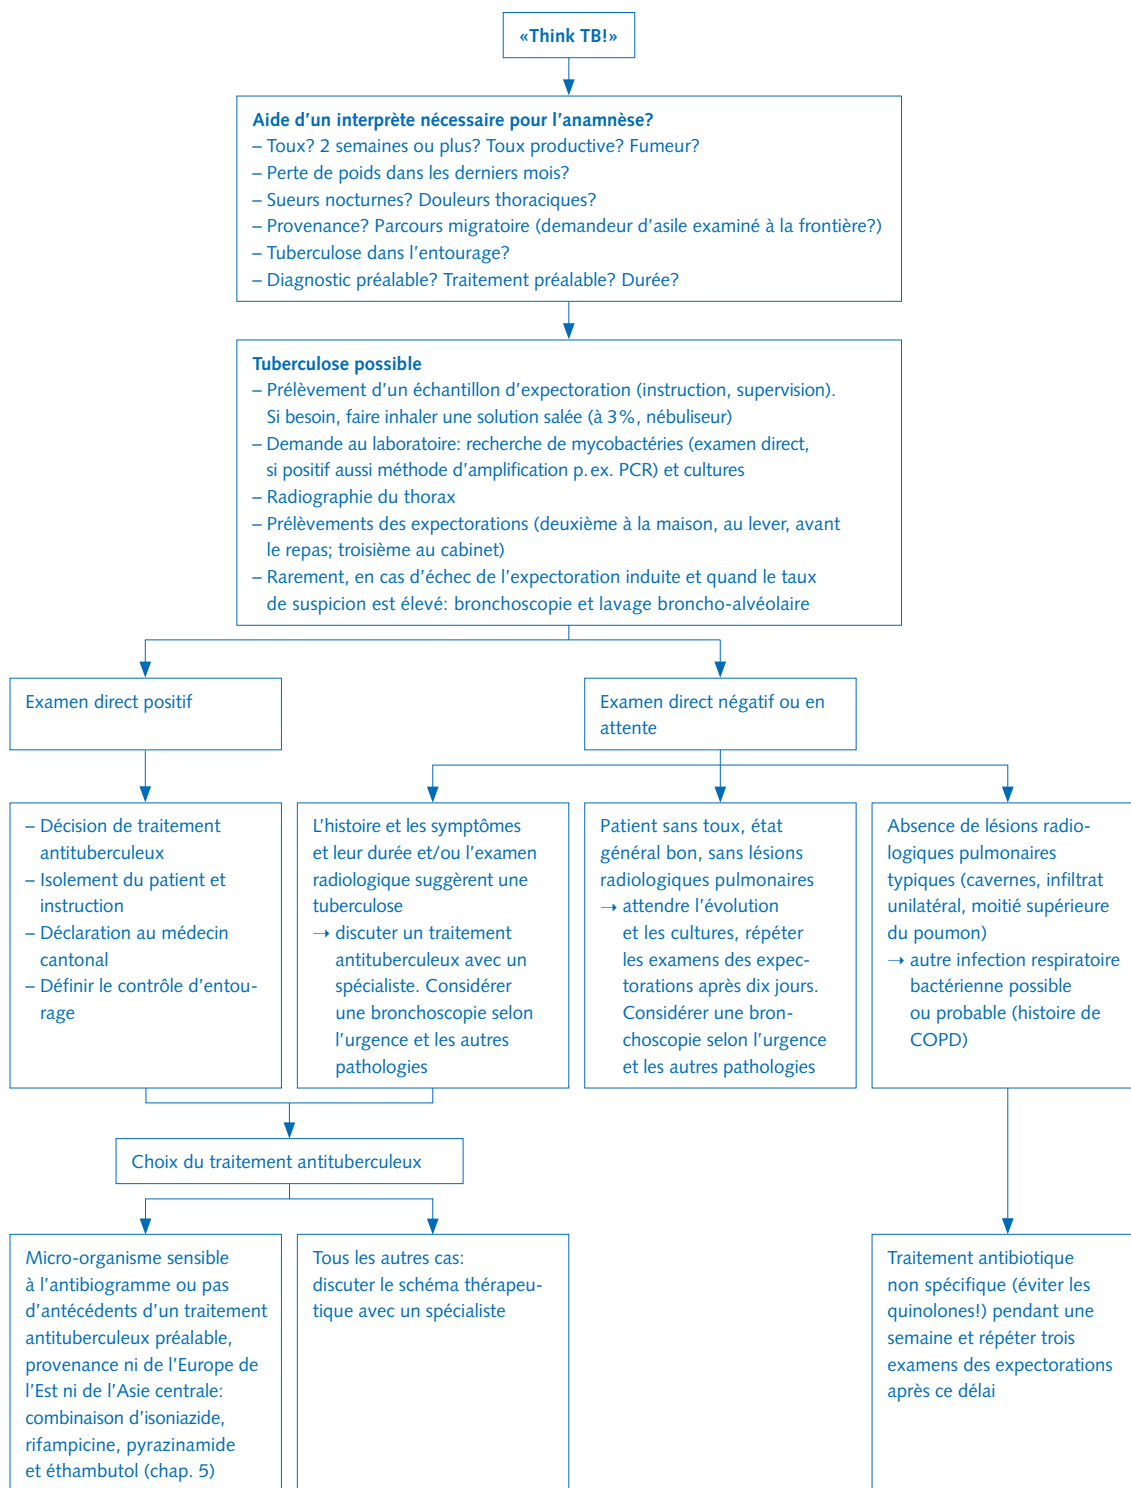 «Think TB!»
Aide d'un interprète nécessaire pour l'anamnèse?
– Toux? 2 semaines ou plus? Toux productive? Fumeur?
– Perte de poids dans les derniers mois?
– Sueurs nocturnes? Douleurs thoraciques?
– Provenance? Parcours migratoire (demandeur d'asile examiné à la frontière?)
– Tuberculose dans l'entourage?
– Diagnostic préalable? Traitement préalable? Durée?
Tuberculose possible
– Prélèvement d'un échantillon d'expectoration (instruction, supervision).
Si besoin, faire inhaler une solution salée (à 3%, nébuliseur)
– Demande au laboratoire: recherche de mycobactéries (examen direct,
si positif aussi méthode d'amplification p.ex. PCR) et cultures
– Radiographie du thorax
– Prélèvements des expectorations (deuxième à la maison, au lever, avant
le repas; troisième au cabinet)
– Rarement, en cas d'échec de l'expectoration induite et quand le taux
de suspicion est élevé: bronchoscopie et lavage broncho-alvéolaire
Examen direct positif
Examen direct négatif ou en
attente
– Décision de traitement
antituberculeux
– Isolement du patient et
instruction
– Déclaration au médecin
cantonal
– Définir le contrôle d'entou-
rage
L'histoire et les symptômes
et leur durée et/ou l'examen
radiologique suggèrent une
tuberculose
→ discuter un traitement
antituberculeux avec un
spécialiste. Considérer
une bronchoscopie selon
l'urgence et les autres
pathologies
Patient sans toux, état
général bon, sans lésions
radiologiques pulmonaires
→ attendre l'évolution
et les cultures, répéter
les examens des expec-
torations après dix jours.
Considérer une bron-
choscopie selon l'urgence
et les autres pathologies
Absence de lésions radio-
logiques pulmonaires
typiques (cavernes, infiltrat
unilatéral, moitié supérieure
du poumon)
→ autre infection respiratoire
bactérienne possible
ou probable (histoire de
COPD)
Choix du traitement antituberculeux
Micro-organisme sensible
à l'antibiogramme ou pas
d'antécédents d'un traitement
antituberculeux préalable,
provenance ni de l'Europe de
l'Est ni de l'Asie centrale:
combinaison d'isoniazide,
rifampicine, pyrazinamide
et éthambutol (chap. 5)
Tous les autres cas:
discuter le schéma thérapeu-
tique avec un spécialiste
Traitement antibiotique
non spécifique (éviter les
quinolones!) pendant une
semaine et répéter trois
examens des expectorations
après ce délai